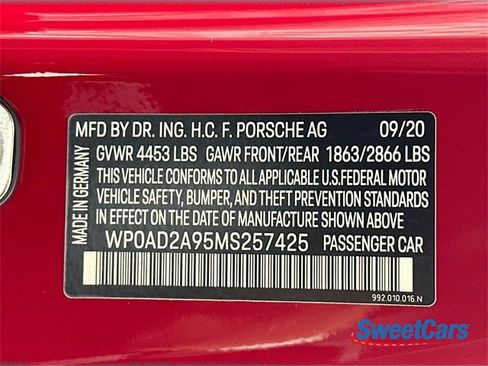 MADE IN GERMANY
MFD BY DR. ING. H.C. F. PORSCHE AG 09/20
GVWR 4453 LBS GAWR FRONT/REAR 1863/2866 LBS
THIS VEHICLE CONFORMS TO ALL APPLICABLE U.S.FEDERAL MOTOR
VEHICLE SAFETY, BUMPER, AND THEFT PREVENTION STANDARDS
IN EFFECT ON THE DATE OF MANUFACTURE SHOWN ABOVE
WP0AD2A95MS257425 PASSENGER CAR
992.010.016.N
SweetCars